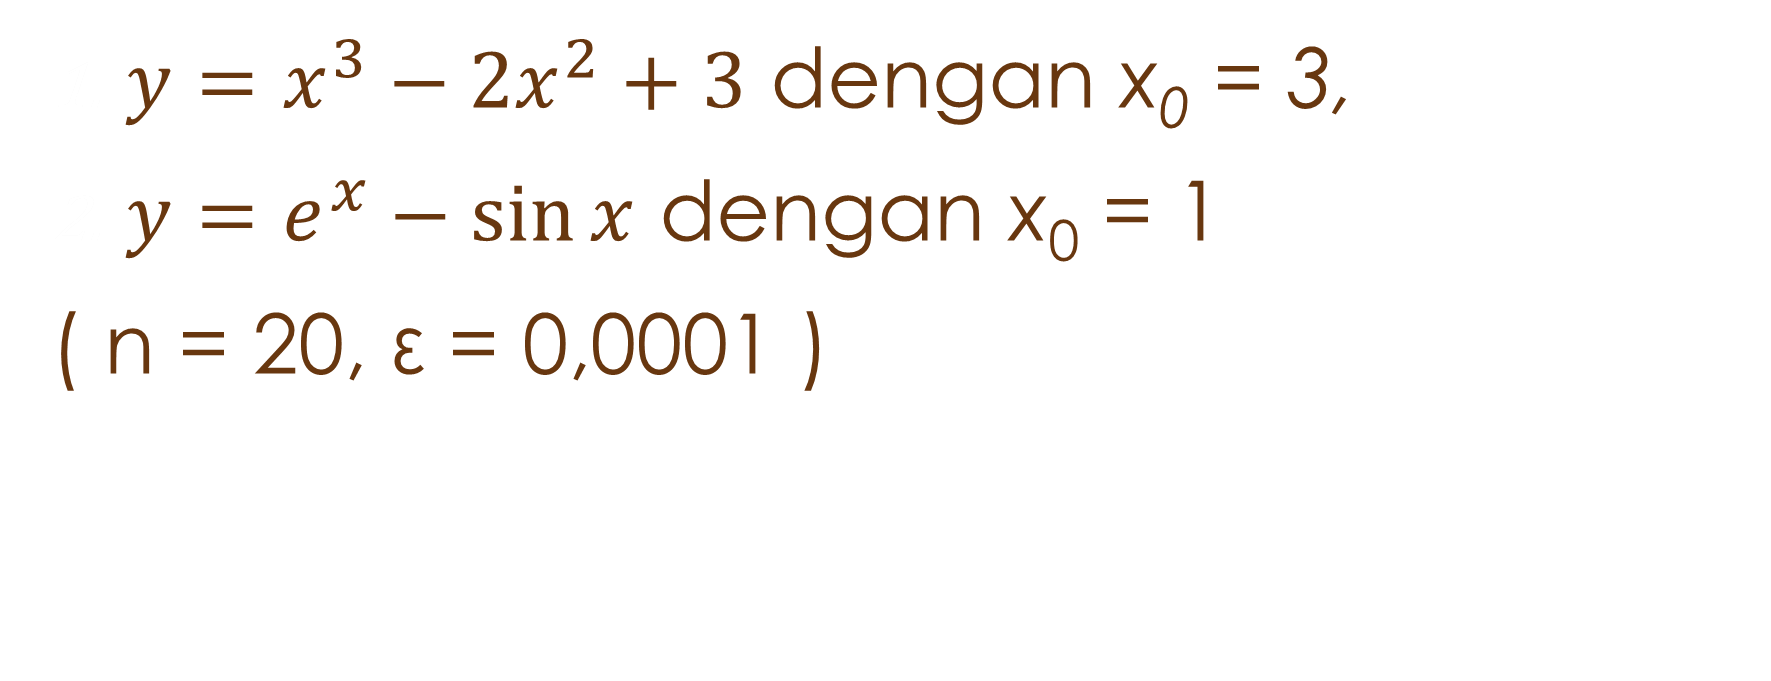 y = x³ − 2x² + 3 dengan x₀ = 3,
y = eˣ − sin x dengan x₀ = 1
( n = 20, ε = 0,0001 )